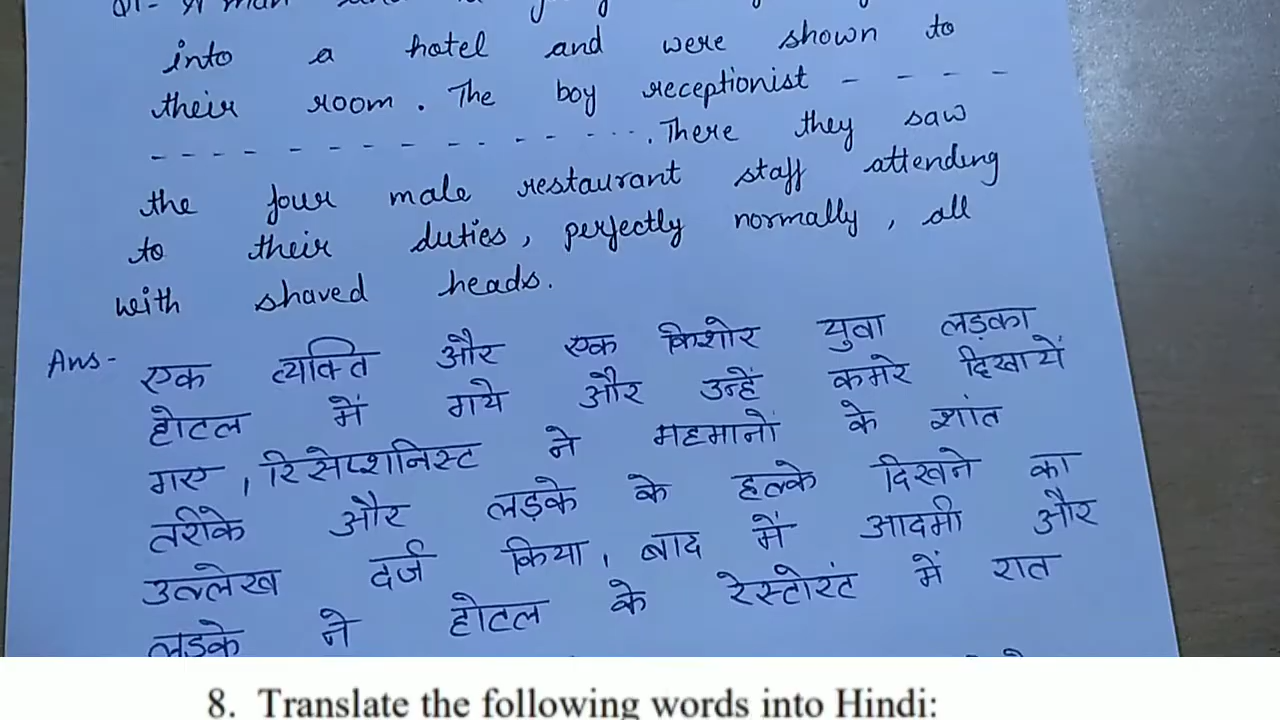 Q1- A man
into a hotel and were shown to
their room. The boy receptionist - - - -
- - - - - - - - - - - - - - - - - . There they saw
the four male restaurant staff attending
to their duties, perfectly normally, all
with shaved heads.
Ans- एक व्यक्ति और एक किशोर युवा लड़का
होटल में गये और उन्हें कमरे दिखायें
गए, रिसेप्शनिस्ट ने महमानों के शांत
तरीके और लड़के के हल्के दिखने का
उल्लेख दर्ज किया, बाद में आदमी और
लड़के ने होटल के रेस्टोरंट में रात
8. Translate the following words into Hindi: